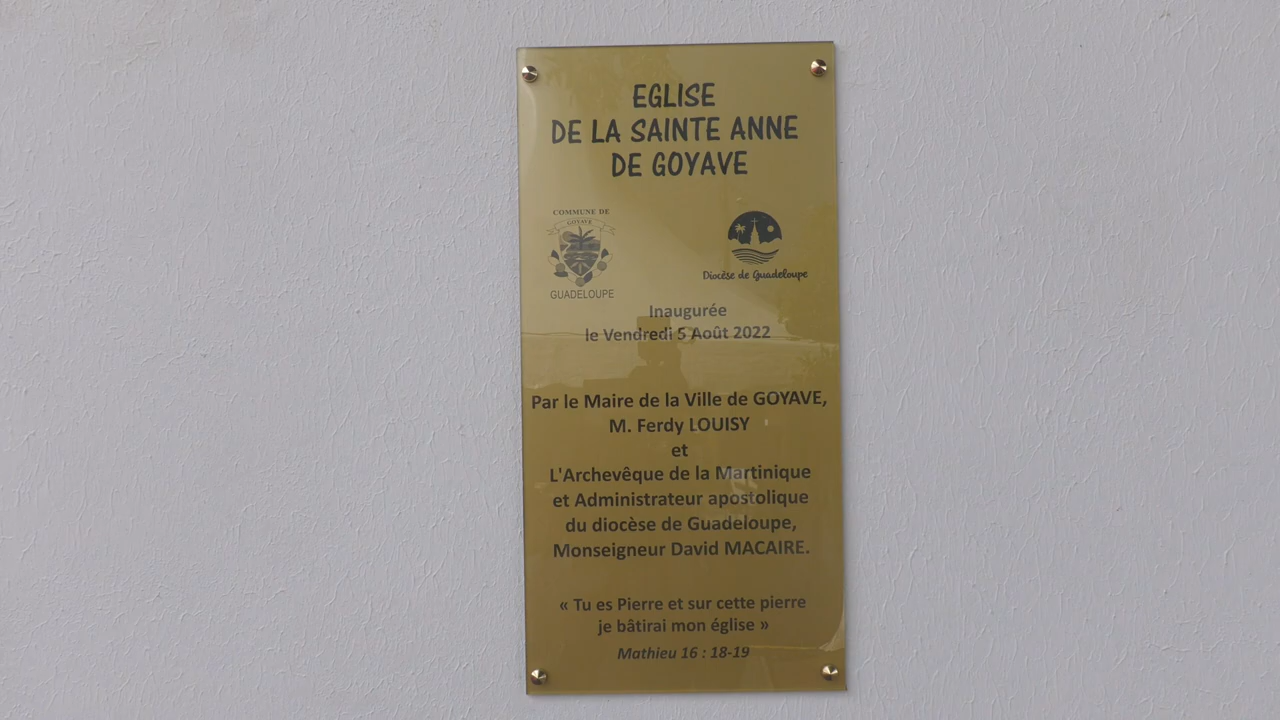 EGLISE
DE LA SAINTE ANNE
DE GOYAVE
COMMUNE DE
GOYAVE
GUADELOUPE
Diocèse de Guadeloupe
Inaugurée
le Vendredi 5 Août 2022
Par le Maire de la Ville de GOYAVE,
M. Ferdy LOUISY
et
L'Archevêque de la Martinique
et Administrateur apostolique
du diocèse de Guadeloupe,
Monseigneur David MACAIRE.
« Tu es Pierre et sur cette pierre
je bâtirai mon église »
Mathieu 16 : 18-19